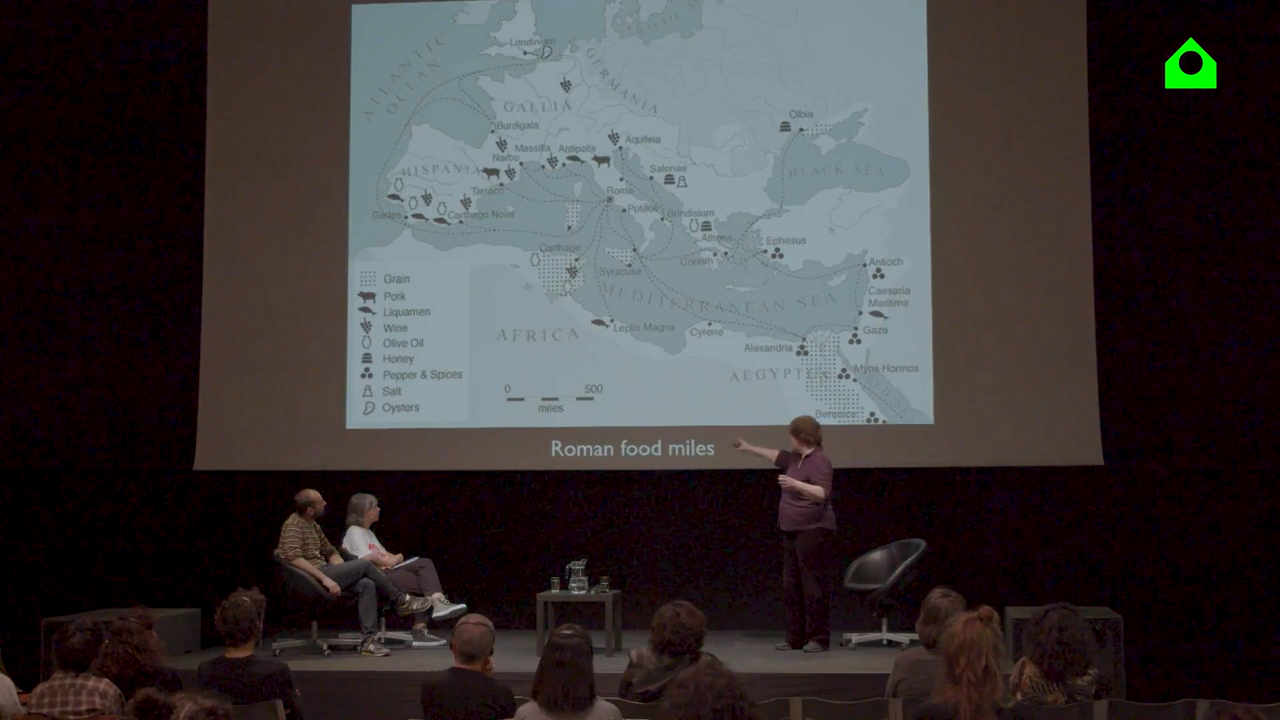 Londinium
ATLANTIC
OCEAN
GERMANIA
GALLIA
Burdigala
Olbia
Massilia
Antipolis
Aquileia
Narbo
HISPANIA
Salonae
BLACK SEA
Tarraco
Rome
Gades
Carthago Nova
Puteoli
Brindisium
Athens
Ephesus
Carthage
Corinth
Syracuse
Antioch
Grain
Pork
Liquamen
Wine
Olive Oil
Honey
Pepper & Spices
Salt
Oysters
MEDITERRANEAN SEA
Caesaria
Maritima
AFRICA
Leptis Magna
Cyrene
Gaza
Alexandria
AEGYPTUS
Myos Hormos
0 500
miles
Berenice
Roman food miles